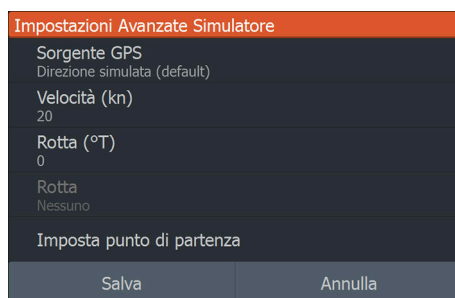 Impostazioni Avanzate Simulatore
Sorgente GPS
Direzione simulata (default)
Velocità (kn)
20
Rotta (°T)
0
Rotta
Nessuno
Imposta punto di partenza
Salva
Annulla